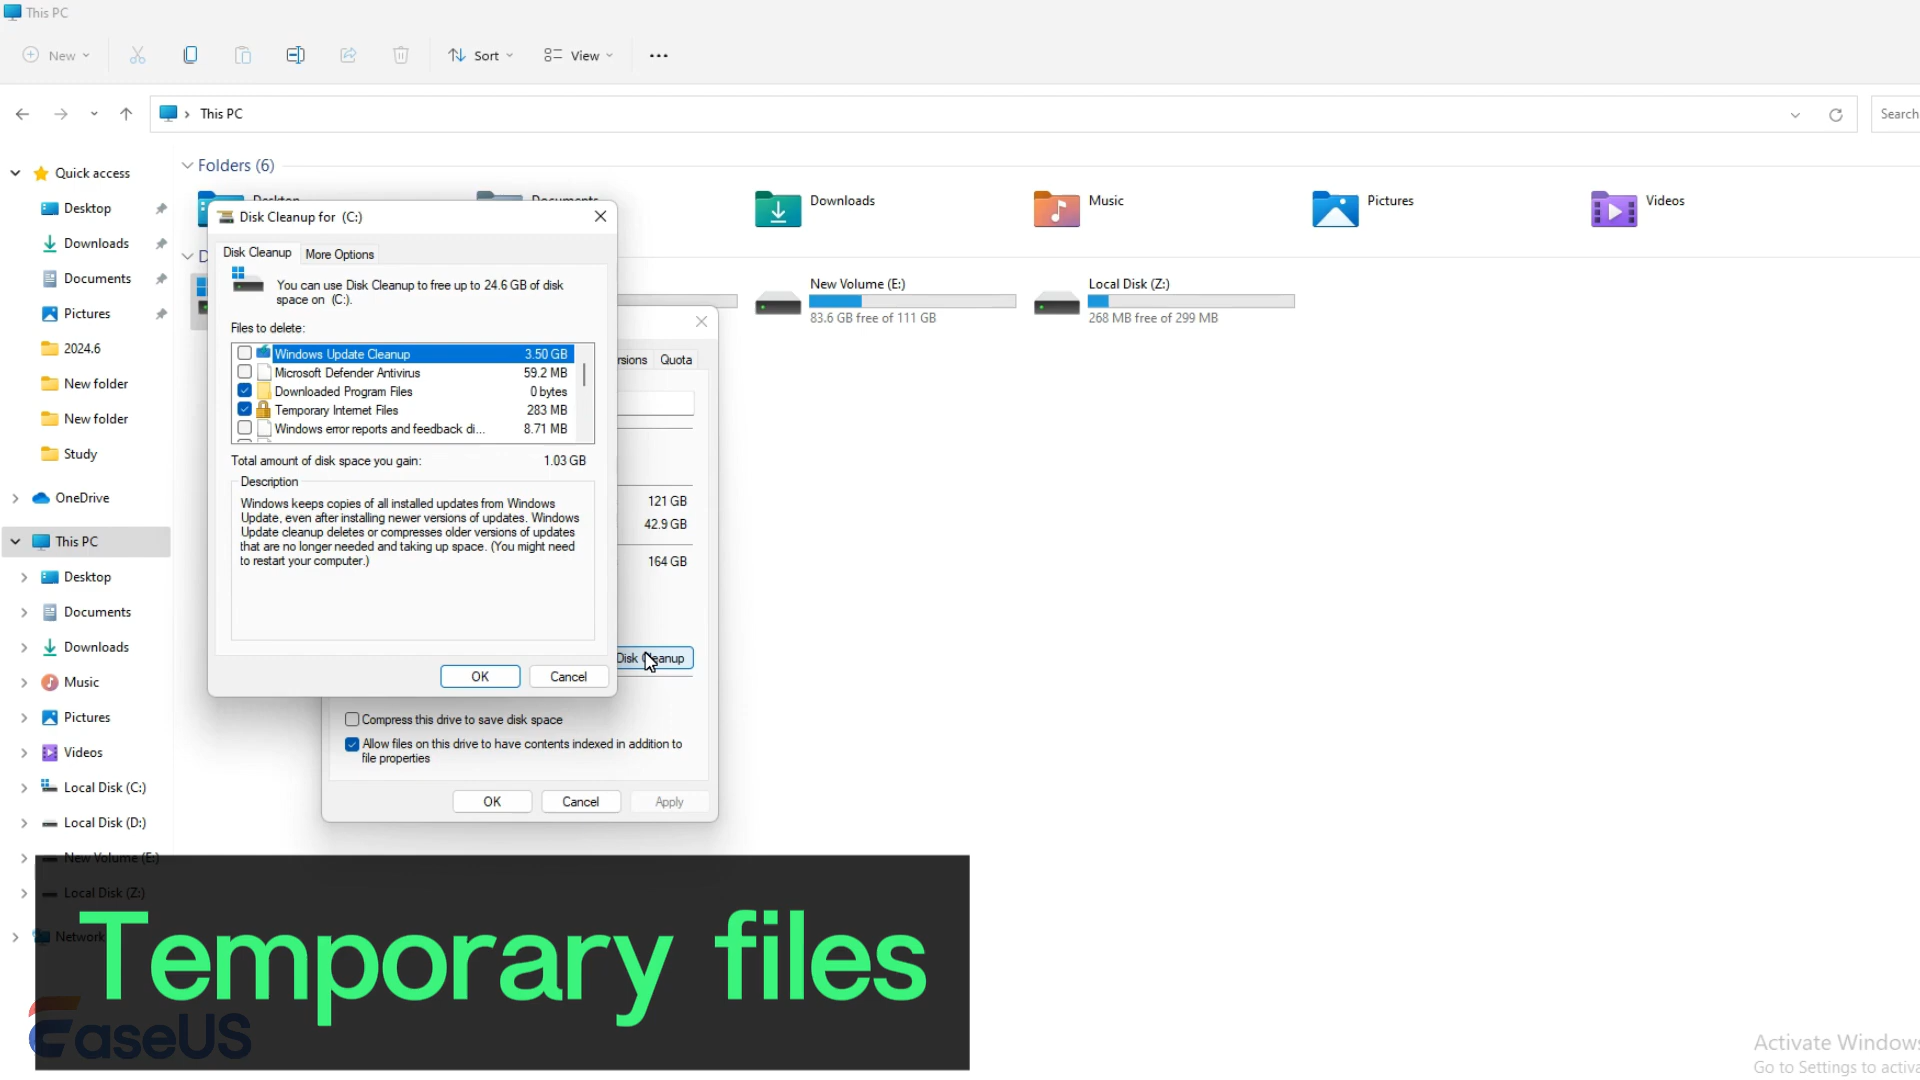 This PC
New
Sort
View
This PC
Search
Quick access
Desktop
Downloads
Documents
Pictures
2024.6
New folder
New folder
Study
OneDrive
This PC
Desktop
Documents
Downloads
Music
Pictures
Videos
Local Disk (C:)
Local Disk (D:)
New Volume (E:)
Local Disk (Z:)
Network
Folders (6)
Desktop
Documents
Downloads
Music
Pictures
Videos
D
New Volume (E:)
83.6 GB free of 111 GB
Local Disk (Z:)
268 MB free of 299 MB
Disk Cleanup for (C:)
Disk Cleanup
More Options
You can use Disk Cleanup to free up to 24.6 GB of disk
space on (C:).
Files to delete:
Windows Update Cleanup 3.50 GB
Microsoft Defender Antivirus 59.2 MB
Downloaded Program Files 0 bytes
Temporary Internet Files 283 MB
Windows error reports and feedback di... 8.71 MB
Total amount of disk space you gain: 1.03 GB
Description
Windows keeps copies of all installed updates from Windows
Update, even after installing newer versions of updates. Windows
Update cleanup deletes or compresses older versions of updates
that are no longer needed and taking up space. (You might need
to restart your computer.)
OK
Cancel
rsions
Quota
121 GB
42.9 GB
164 GB
Disk Cleanup
Compress this drive to save disk space
Allow files on this drive to have contents indexed in addition to
file properties
OK
Cancel
Apply
Temporary files
EaseUS
Activate Windows
Go to Settings to activa